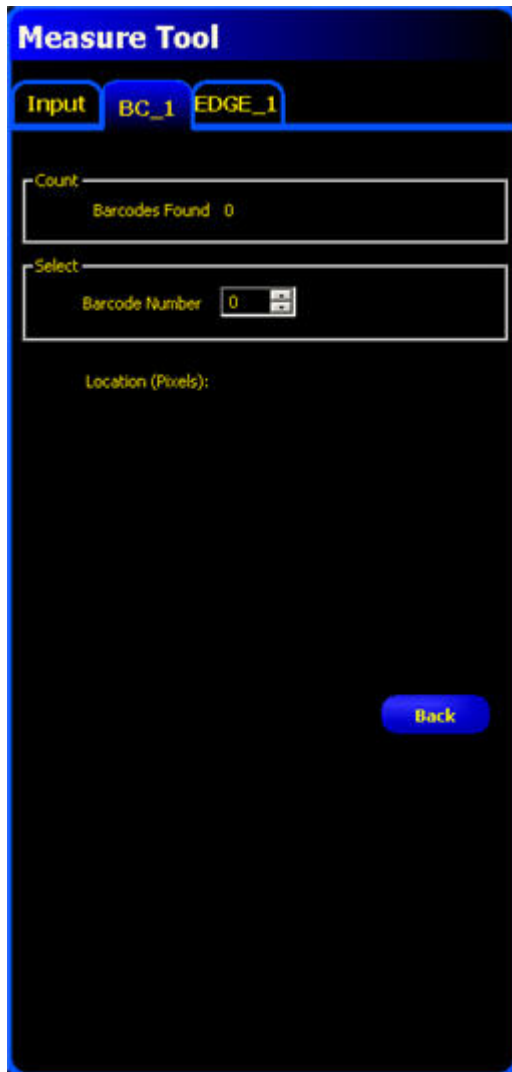 Measure Tool
Input BC_1 EDGE_1
Count
Barcodes Found 0
Select
Barcode Number 0
Location (Pixels):
Back